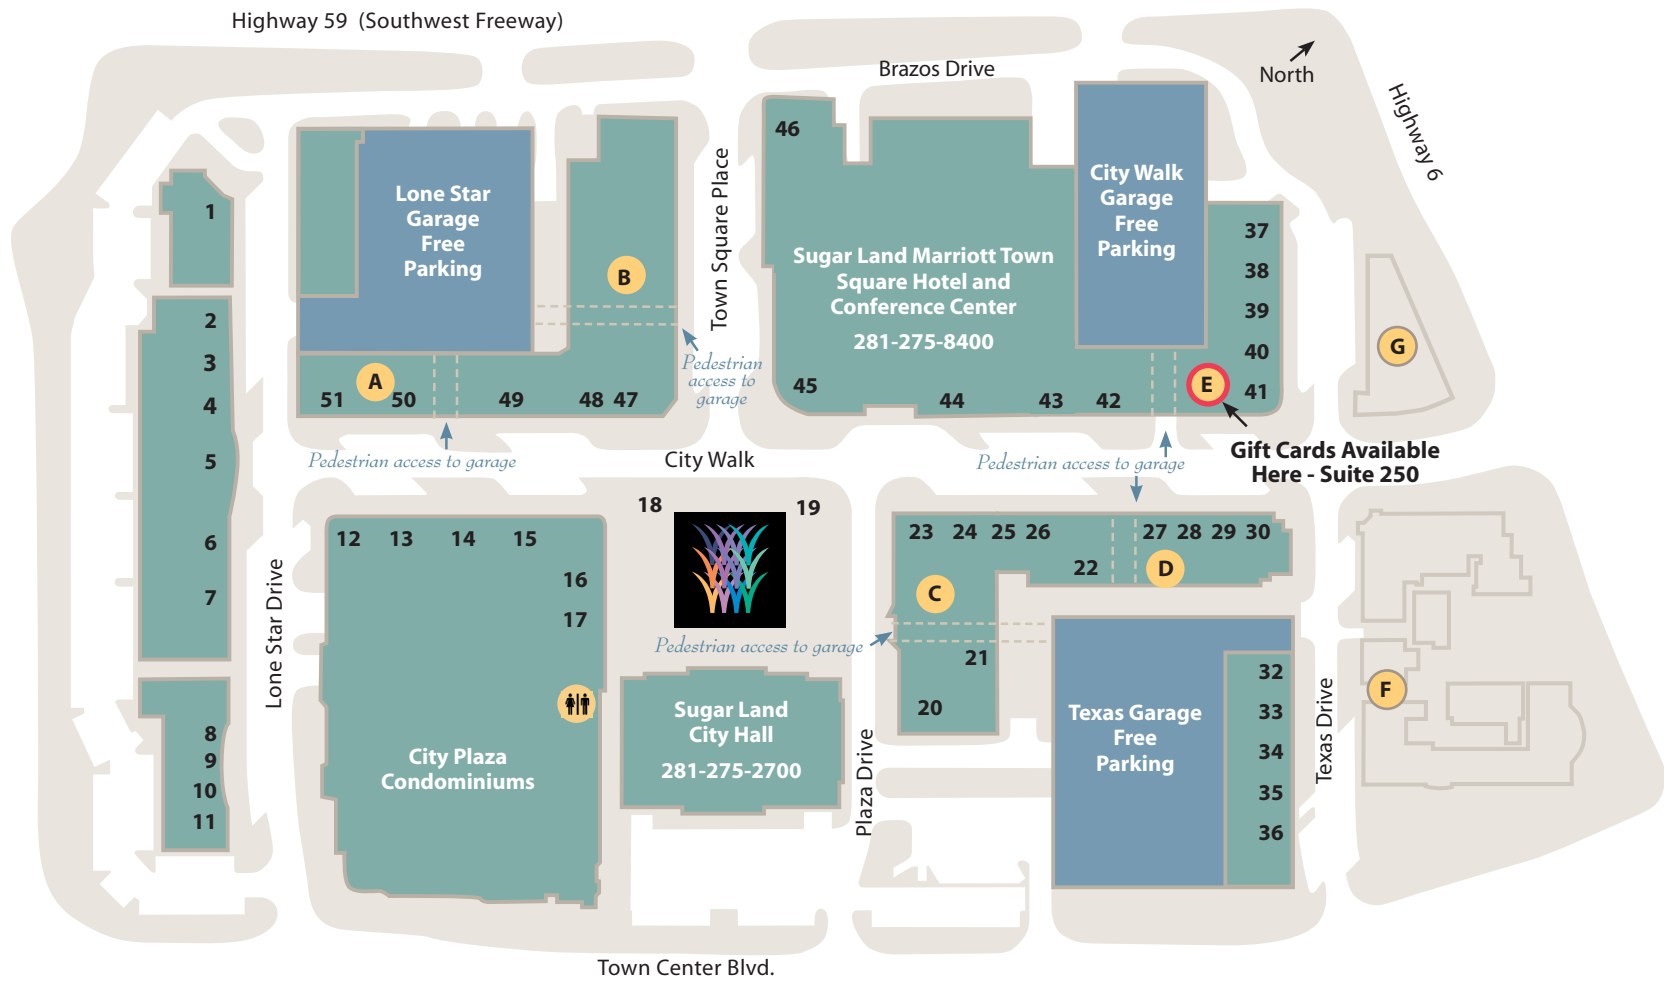 Highway 59 (Southwest Freeway)
Brazos Drive
North
Highway 6
46
City Walk
Garage
Free
Parking
Lone Star
Garage
Free
Parking
Town Square Place
1
37
Sugar Land Marriott Town
Square Hotel and
Conference Center
281-275-8400
B
38
39
2
3
4
5
6
7
40
G
Pedestrian
access to
garage
A
51
50
49
48
47
45
44
43
42
E
41
Gift Cards Available
Here - Suite 250
Pedestrian access to garage
City Walk
Pedestrian access to garage
18
19
12
13
14
15
16
17
23
24
25
26
27
28
29
30
22
D
C
Lone Star Drive
Pedestrian access to garage
21
20
32
33
34
35
36
F
Texas Drive
Sugar Land
City Hall
281-275-2700
Texas Garage
Free
Parking
Plaza Drive
City Plaza
Condominiums
8
9
10
11
Town Center Blvd.